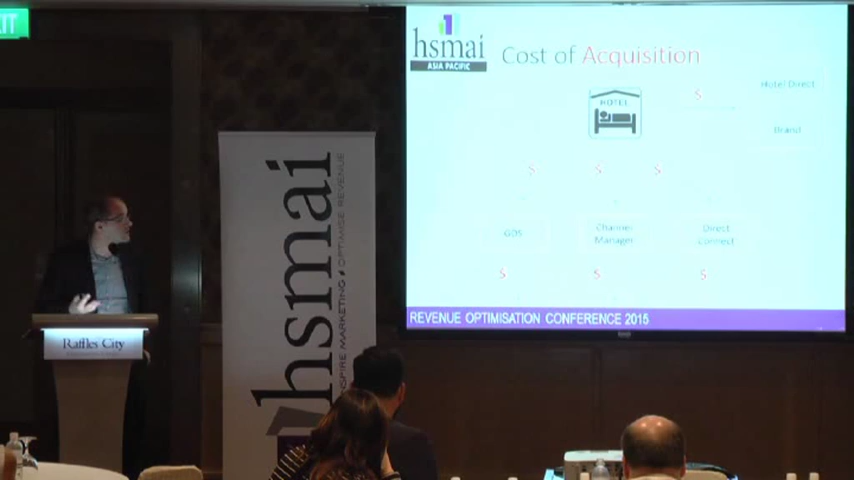 EXIT
hsmai
ASIA PACIFIC
Cost of Acquisition
HOTEL
$
Hotel Direct
Brand
$ $ $
GDS
Channel
Manager
Direct
Connect
$ $ $
REVENUE OPTIMISATION CONFERENCE 2015
hsmai
INSPIRE MARKETING OPTIMISE REVENUE
Raffles City